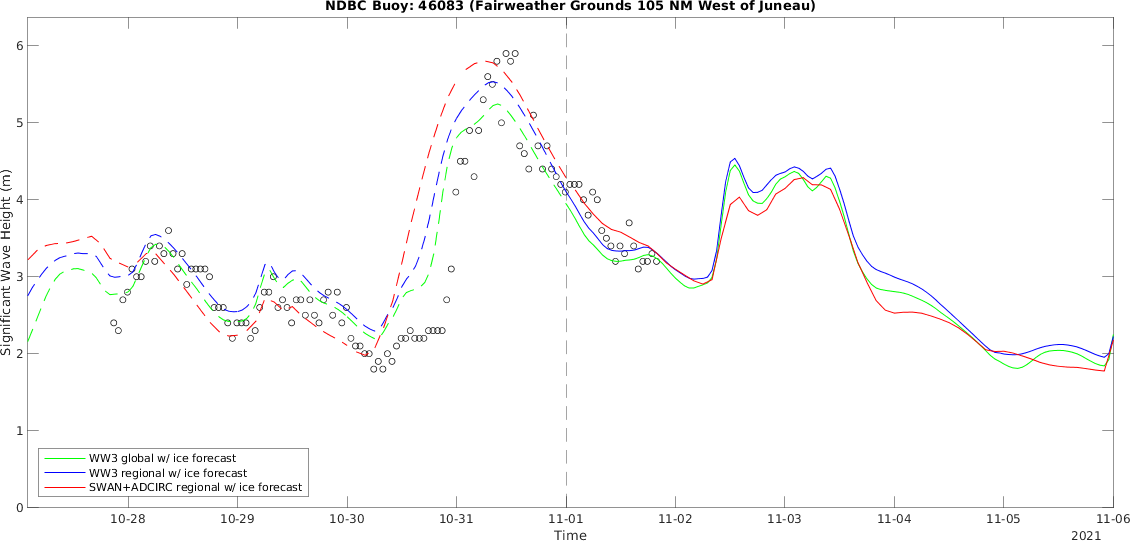 NDBC Buoy: 46083 (Fairweather Grounds 105 NM West of Juneau)
Significant Wave Height (m)
6
5
4
3
2
1
0
WW3 global w/ ice forecast
WW3 regional w/ ice forecast
SWAN+ADCIRC regional w/ ice forecast
10-28 10-29 10-30 10-31 11-01 11-02 11-03 11-04 11-05 11-06
Time
2021